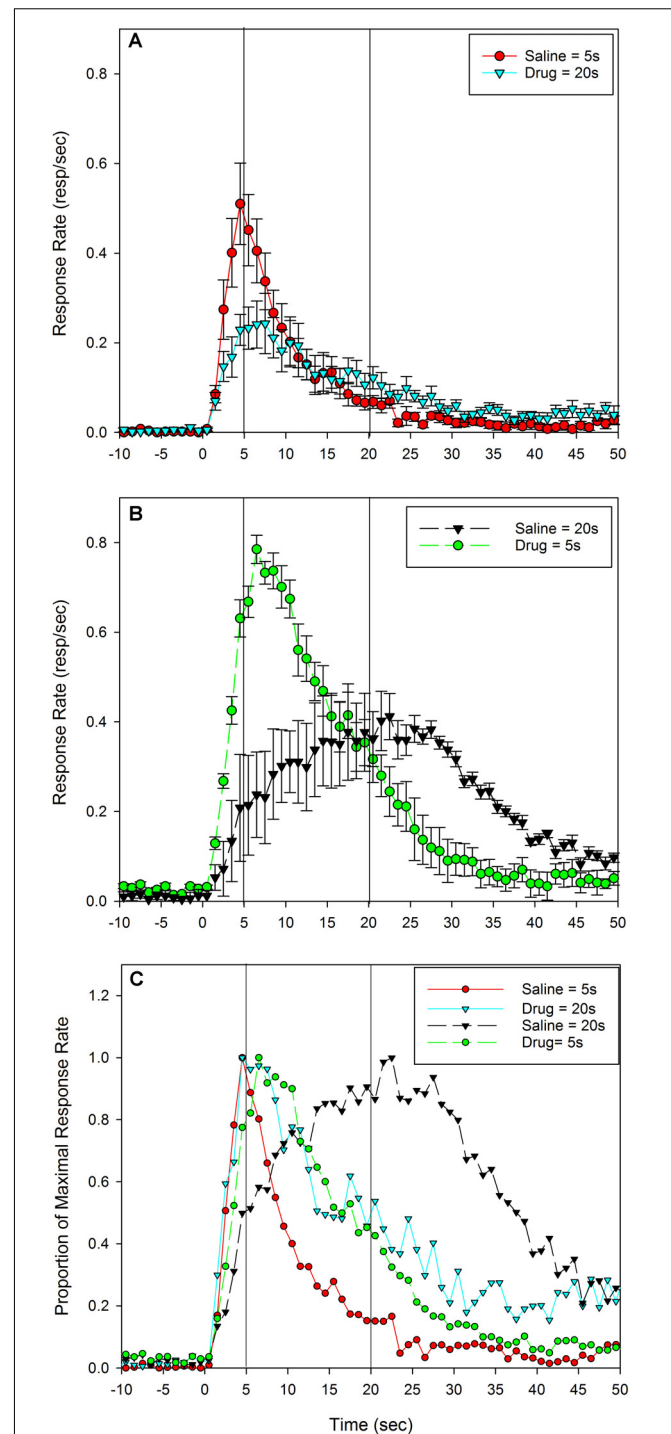 A
Saline = 5s
Drug = 20s
Response Rate (resp/sec)
0.8
0.6
0.4
0.2
0.0
-10 -5 0 5 10 15 20 25 30 35 40 45 50
B
Saline = 20s
Drug = 5s
Response Rate (resp/sec)
0.8
0.6
0.4
0.2
0.0
-10 -5 0 5 10 15 20 25 30 35 40 45 50
C
Saline = 5s
Drug = 20s
Saline = 20s
Drug= 5s
Proportion of Maximal Response Rate
1.2
1.0
0.8
0.6
0.4
0.2
0.0
-10 -5 0 5 10 15 20 25 30 35 40 45 50
Time (sec)